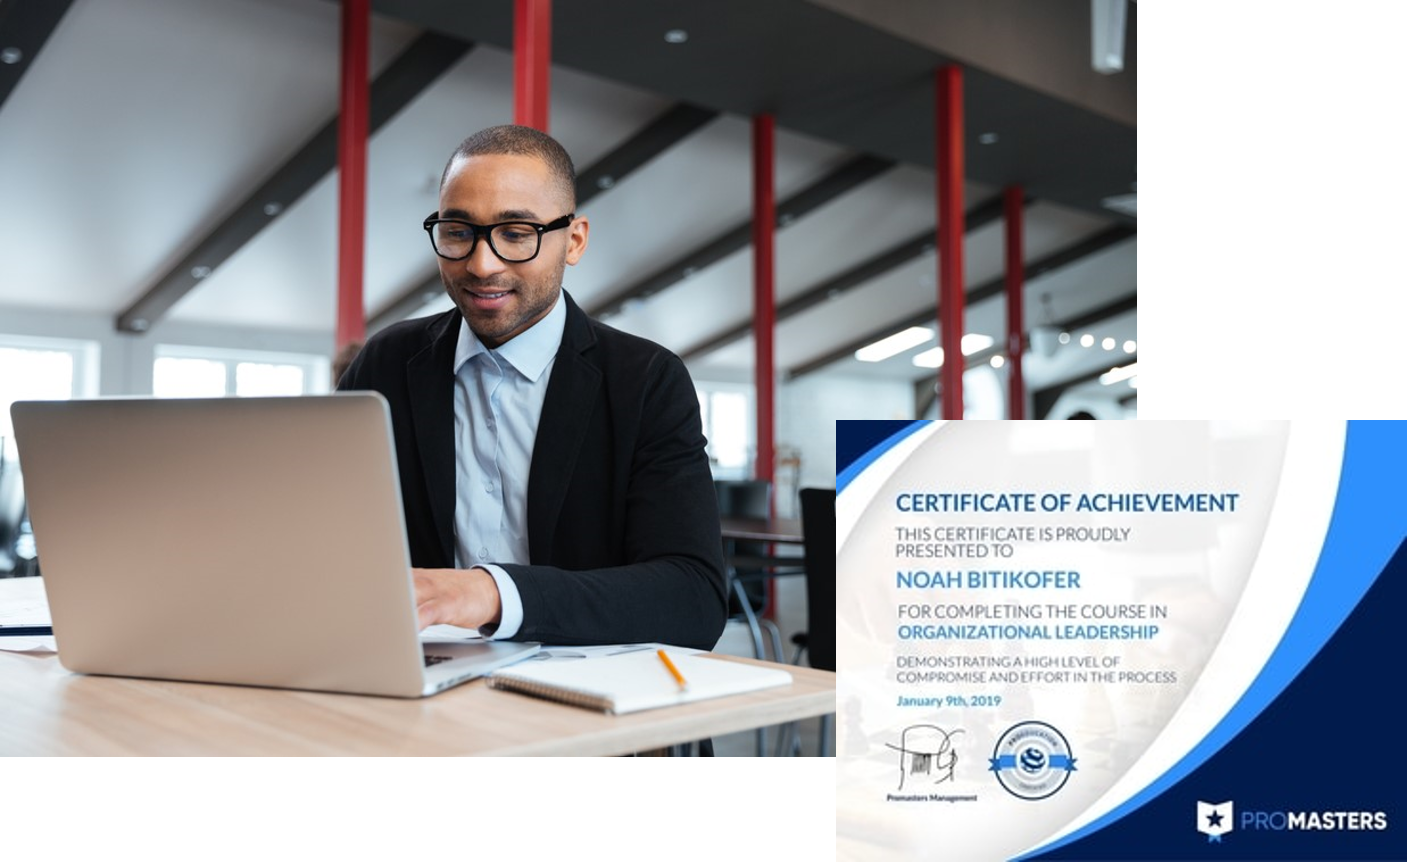 CERTIFICATE OF ACHIEVEMENT
THIS CERTIFICATE IS PROUDLY
PRESENTED TO
NOAH BITIKOFER
FOR COMPLETING THE COURSE IN
ORGANIZATIONAL LEADERSHIP
DEMONSTRATING A HIGH LEVEL OF
COMPROMISE AND EFFORT IN THE PROCESS
January 9th, 2019
Promasters Management
PROMASTERS